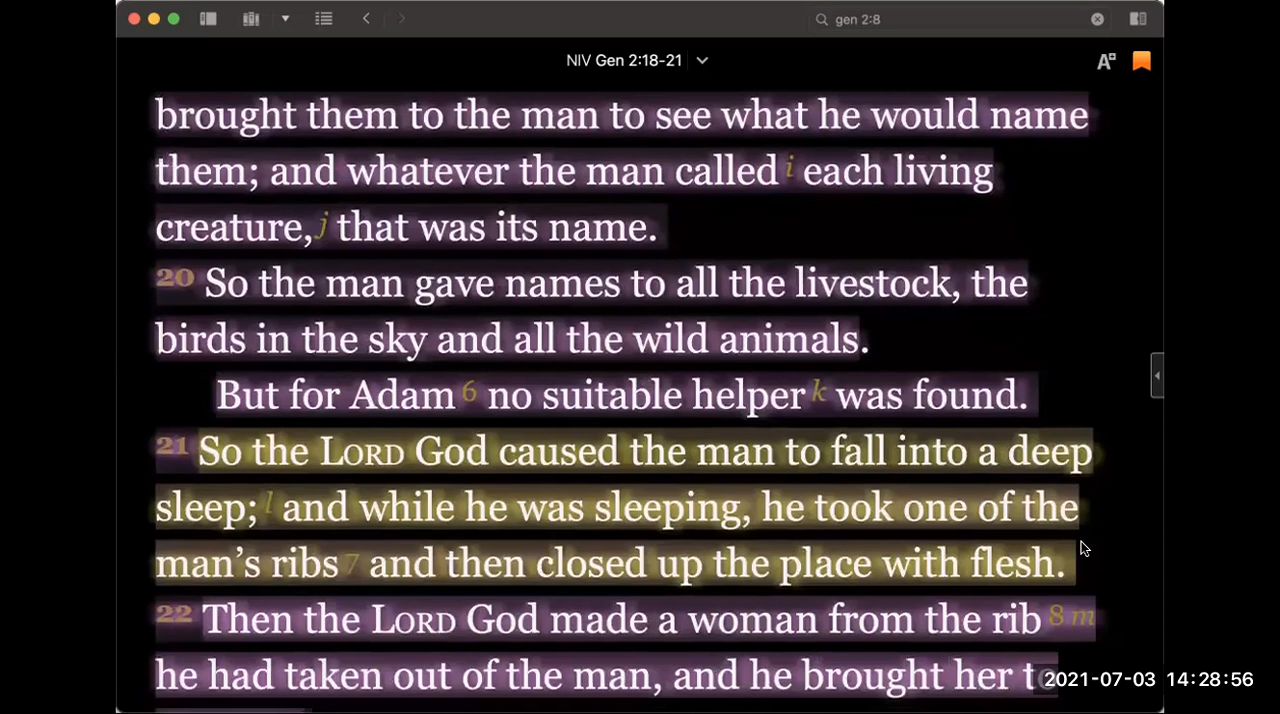 gen 2:8
NIV Gen 2:18-21
brought them to the man to see what he would name
them; and whatever the man called i each living
creature, j that was its name.
20 So the man gave names to all the livestock, the
birds in the sky and all the wild animals.
But for Adam 6 no suitable helper k was found.
21 So the LORD God caused the man to fall into a deep
sleep; l and while he was sleeping, he took one of the
man’s ribs 7 and then closed up the place with flesh.
22 Then the LORD God made a woman from the rib 8 m
he had taken out of the man, and he brought her to
2021-07-03 14:28:56